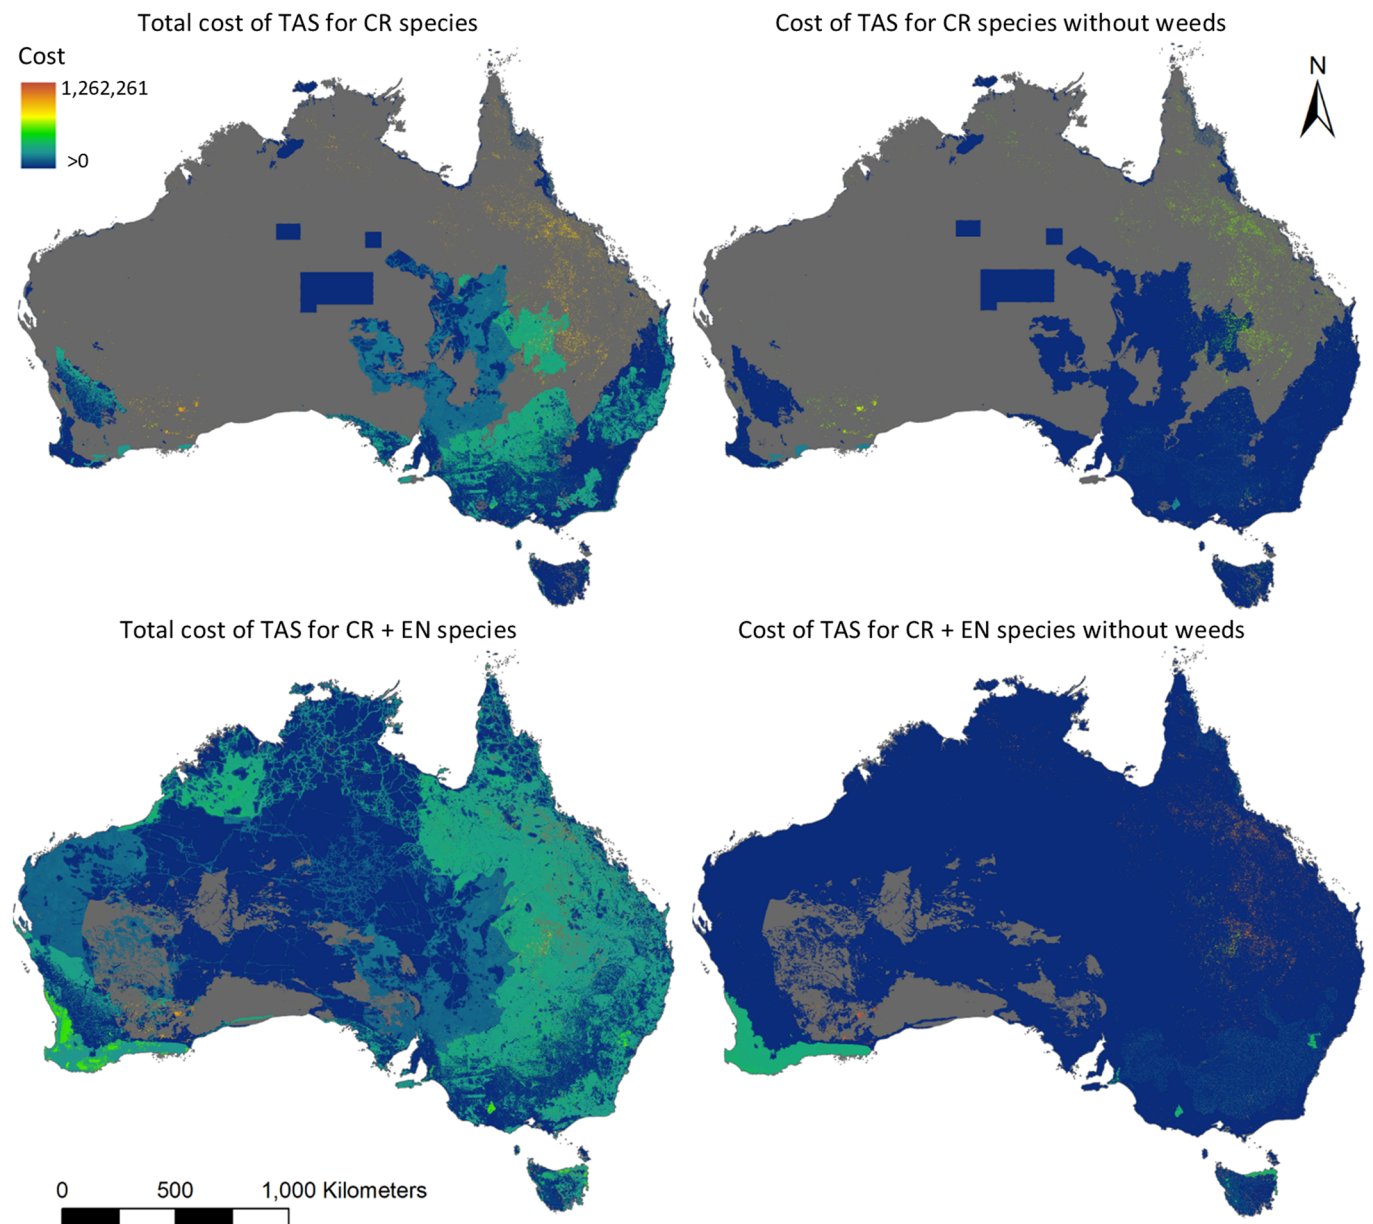 Total cost of TAS for CR species
Cost of TAS for CR species without weeds
Cost
1,262,261
>0
N
Total cost of TAS for CR + EN species
Cost of TAS for CR + EN species without weeds
0 500 1,000 Kilometers